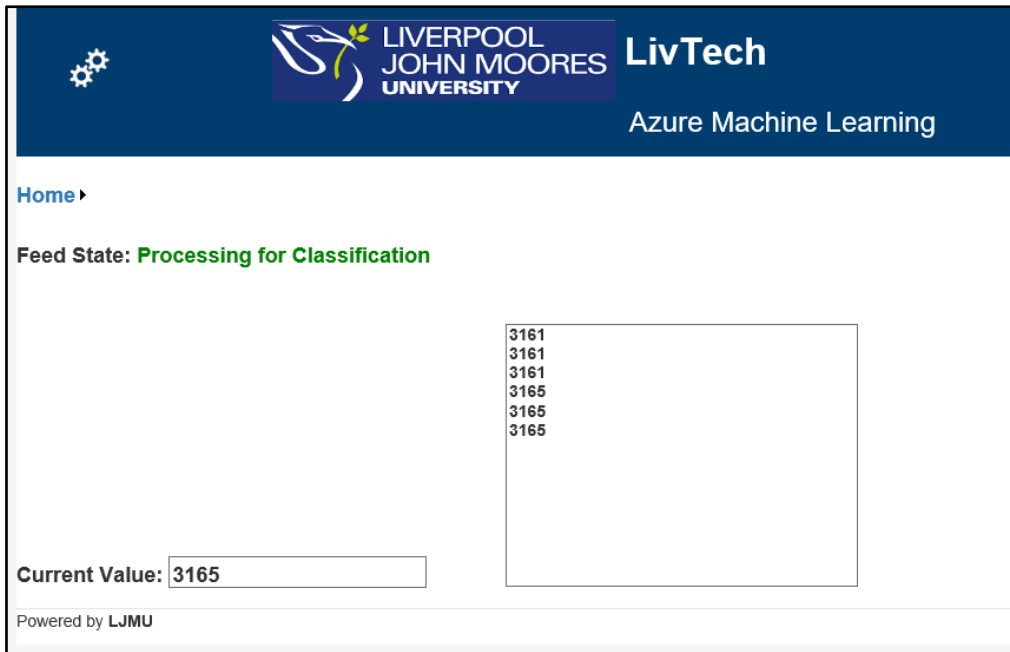 LIVERPOOL
JOHN MOORES
UNIVERSITY
LivTech
Azure Machine Learning
Home
Feed State: Processing for Classification
3161
3161
3161
3165
3165
3165
Current Value: 3165
Powered by LJMU